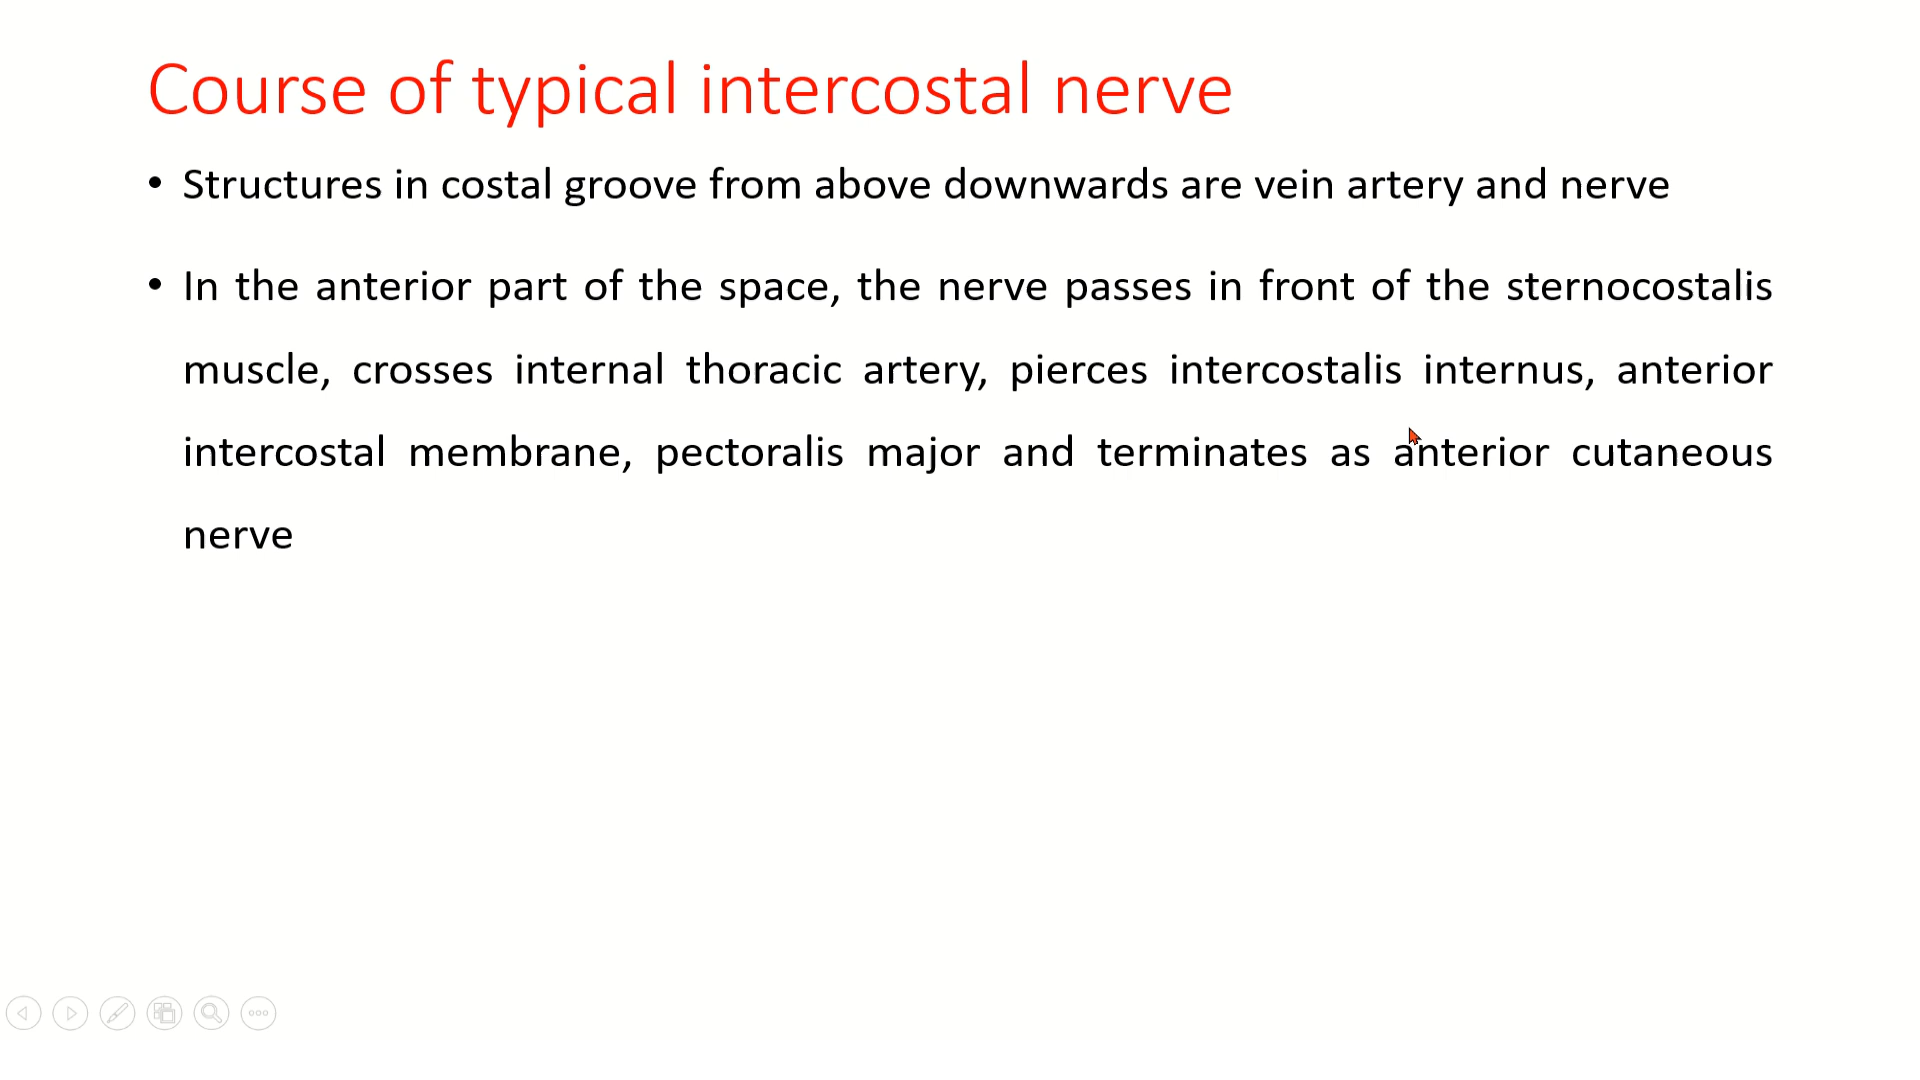 Course of typical intercostal nerve
• Structures in costal groove from above downwards are vein artery and nerve
• In the anterior part of the space, the nerve passes in front of the sternocostalis
muscle, crosses internal thoracic artery, pierces intercostalis internus, anterior
intercostal membrane, pectoralis major and terminates as anterior cutaneous
nerve